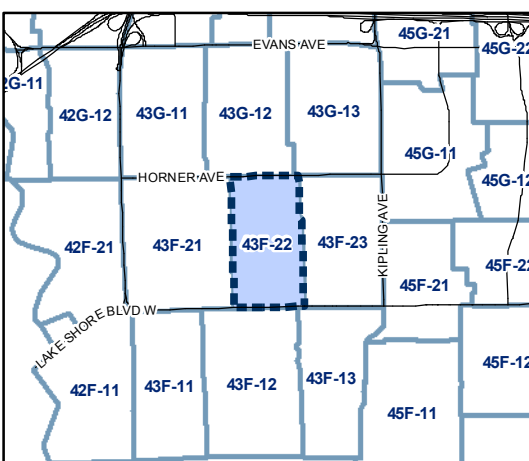 45G-21
EVANS AVE
45G-22
2G-11
42G-12
43G-11
43G-12
43G-13
45G-11
HORNER AVE
45G-12
KIPLING AVE
42F-21
43F-21
43F-22
43F-23
45F-22
45F-21
LAKE SHORE BLVD W
45F-12
42F-11
43F-11
43F-12
43F-13
45F-11